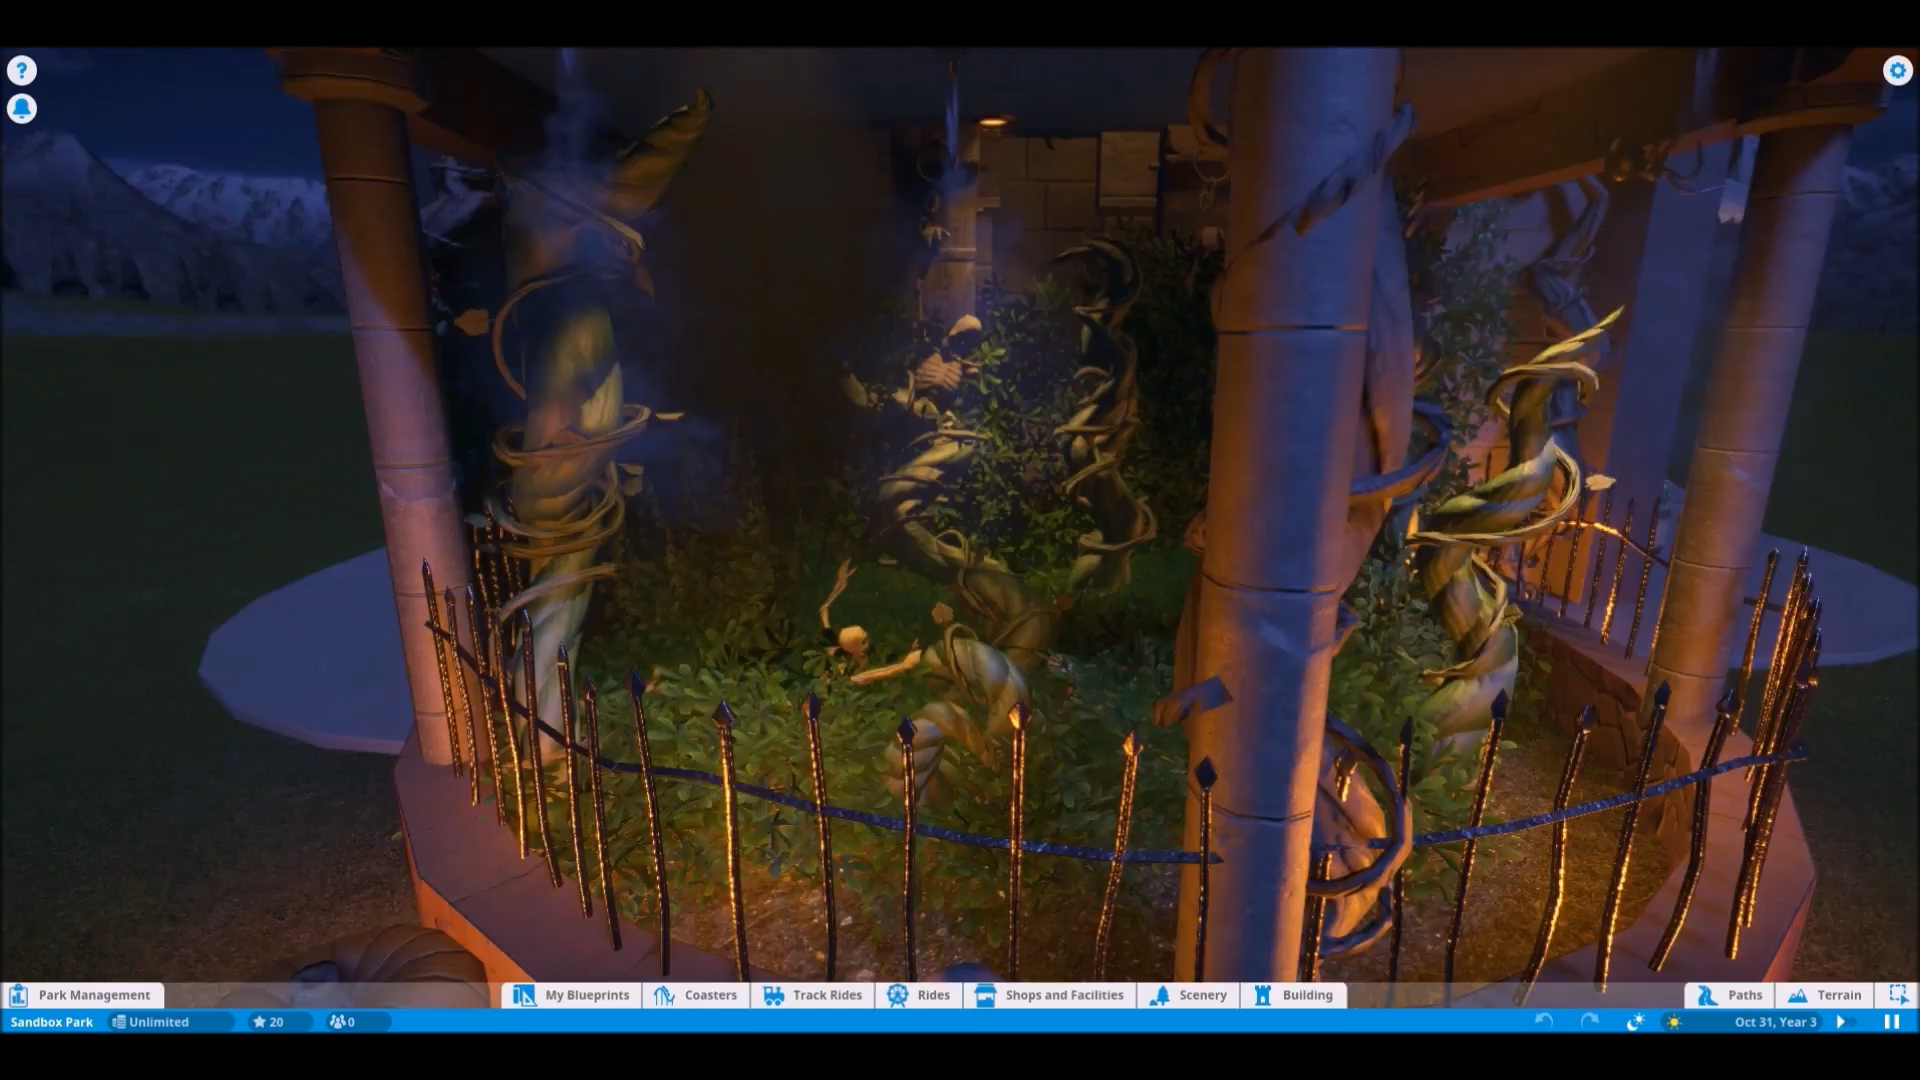 ?
Park Management
My Blueprints
Coasters
Track Rides
Rides
Shops and Facilities
Scenery
Building
Paths
Terrain
Sandbox Park
Unlimited
20
0
Oct 31, Year 3